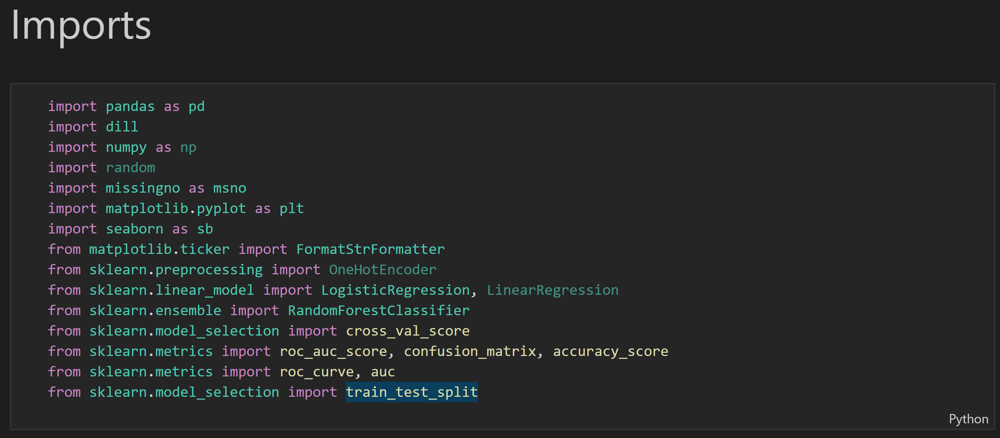 Imports
import pandas as pd
import dill
import numpy as np
import random
import missingno as msno
import matplotlib.pyplot as plt
import seaborn as sb
from matplotlib.ticker import FormatStrFormatter
from sklearn.preprocessing import OneHotEncoder
from sklearn.linear_model import LogisticRegression, LinearRegression
from sklearn.ensemble import RandomForestClassifier
from sklearn.model_selection import cross_val_score
from sklearn.metrics import roc_auc_score, confusion_matrix, accuracy_score
from sklearn.metrics import roc_curve, auc
from sklearn.model_selection import train_test_split
Python